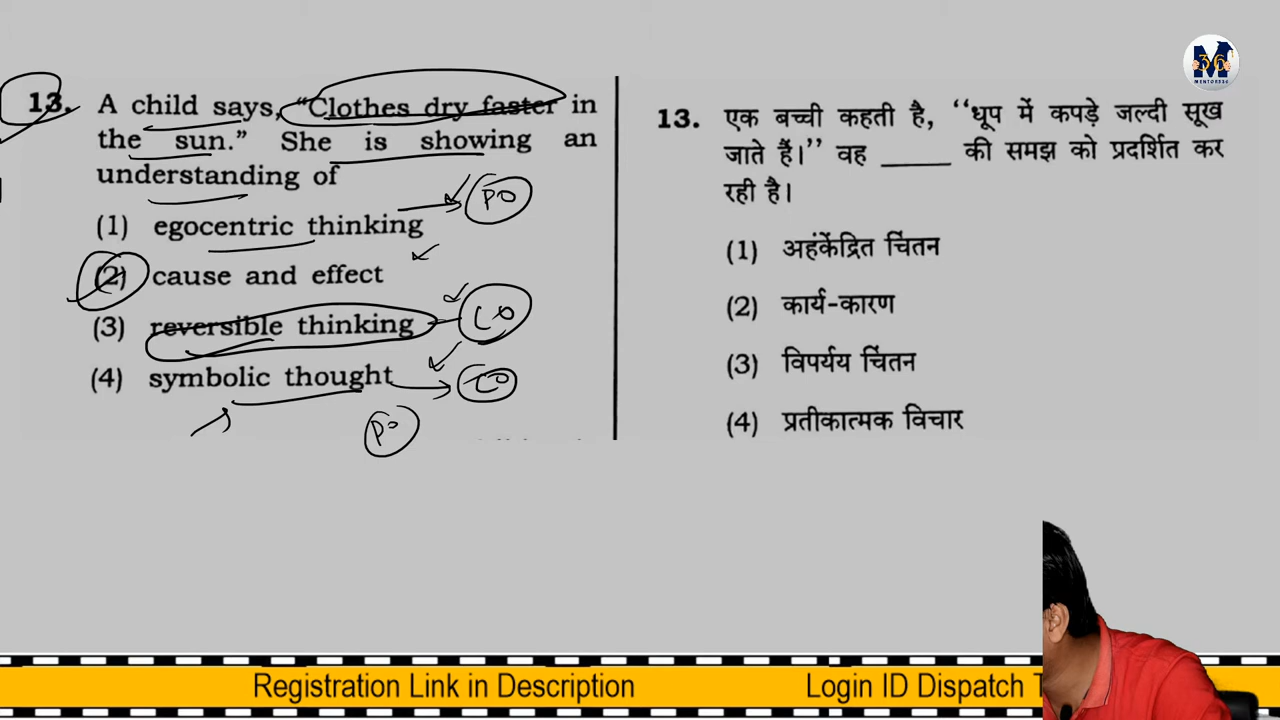 13. A child says, "Clothes dry faster in
the sun." She is showing an
understanding of
(1) egocentric thinking
PO
(2) cause and effect
(3) reversible thinking
CO
(4) symbolic thought
PO
13. एक बच्ची कहती है, ‘‘धूप में कपड़े जल्दी सूख
जाते हैं।’’ वह _____ की समझ को प्रदर्शित कर
रही है।
(1) अहंकेंद्रित चिंतन
(2) कार्य-कारण
(3) विपर्यय चिंतन
(4) प्रतीकात्मक विचार
M
36
MENTORS36
Registration Link in Description
Login ID Dispatch